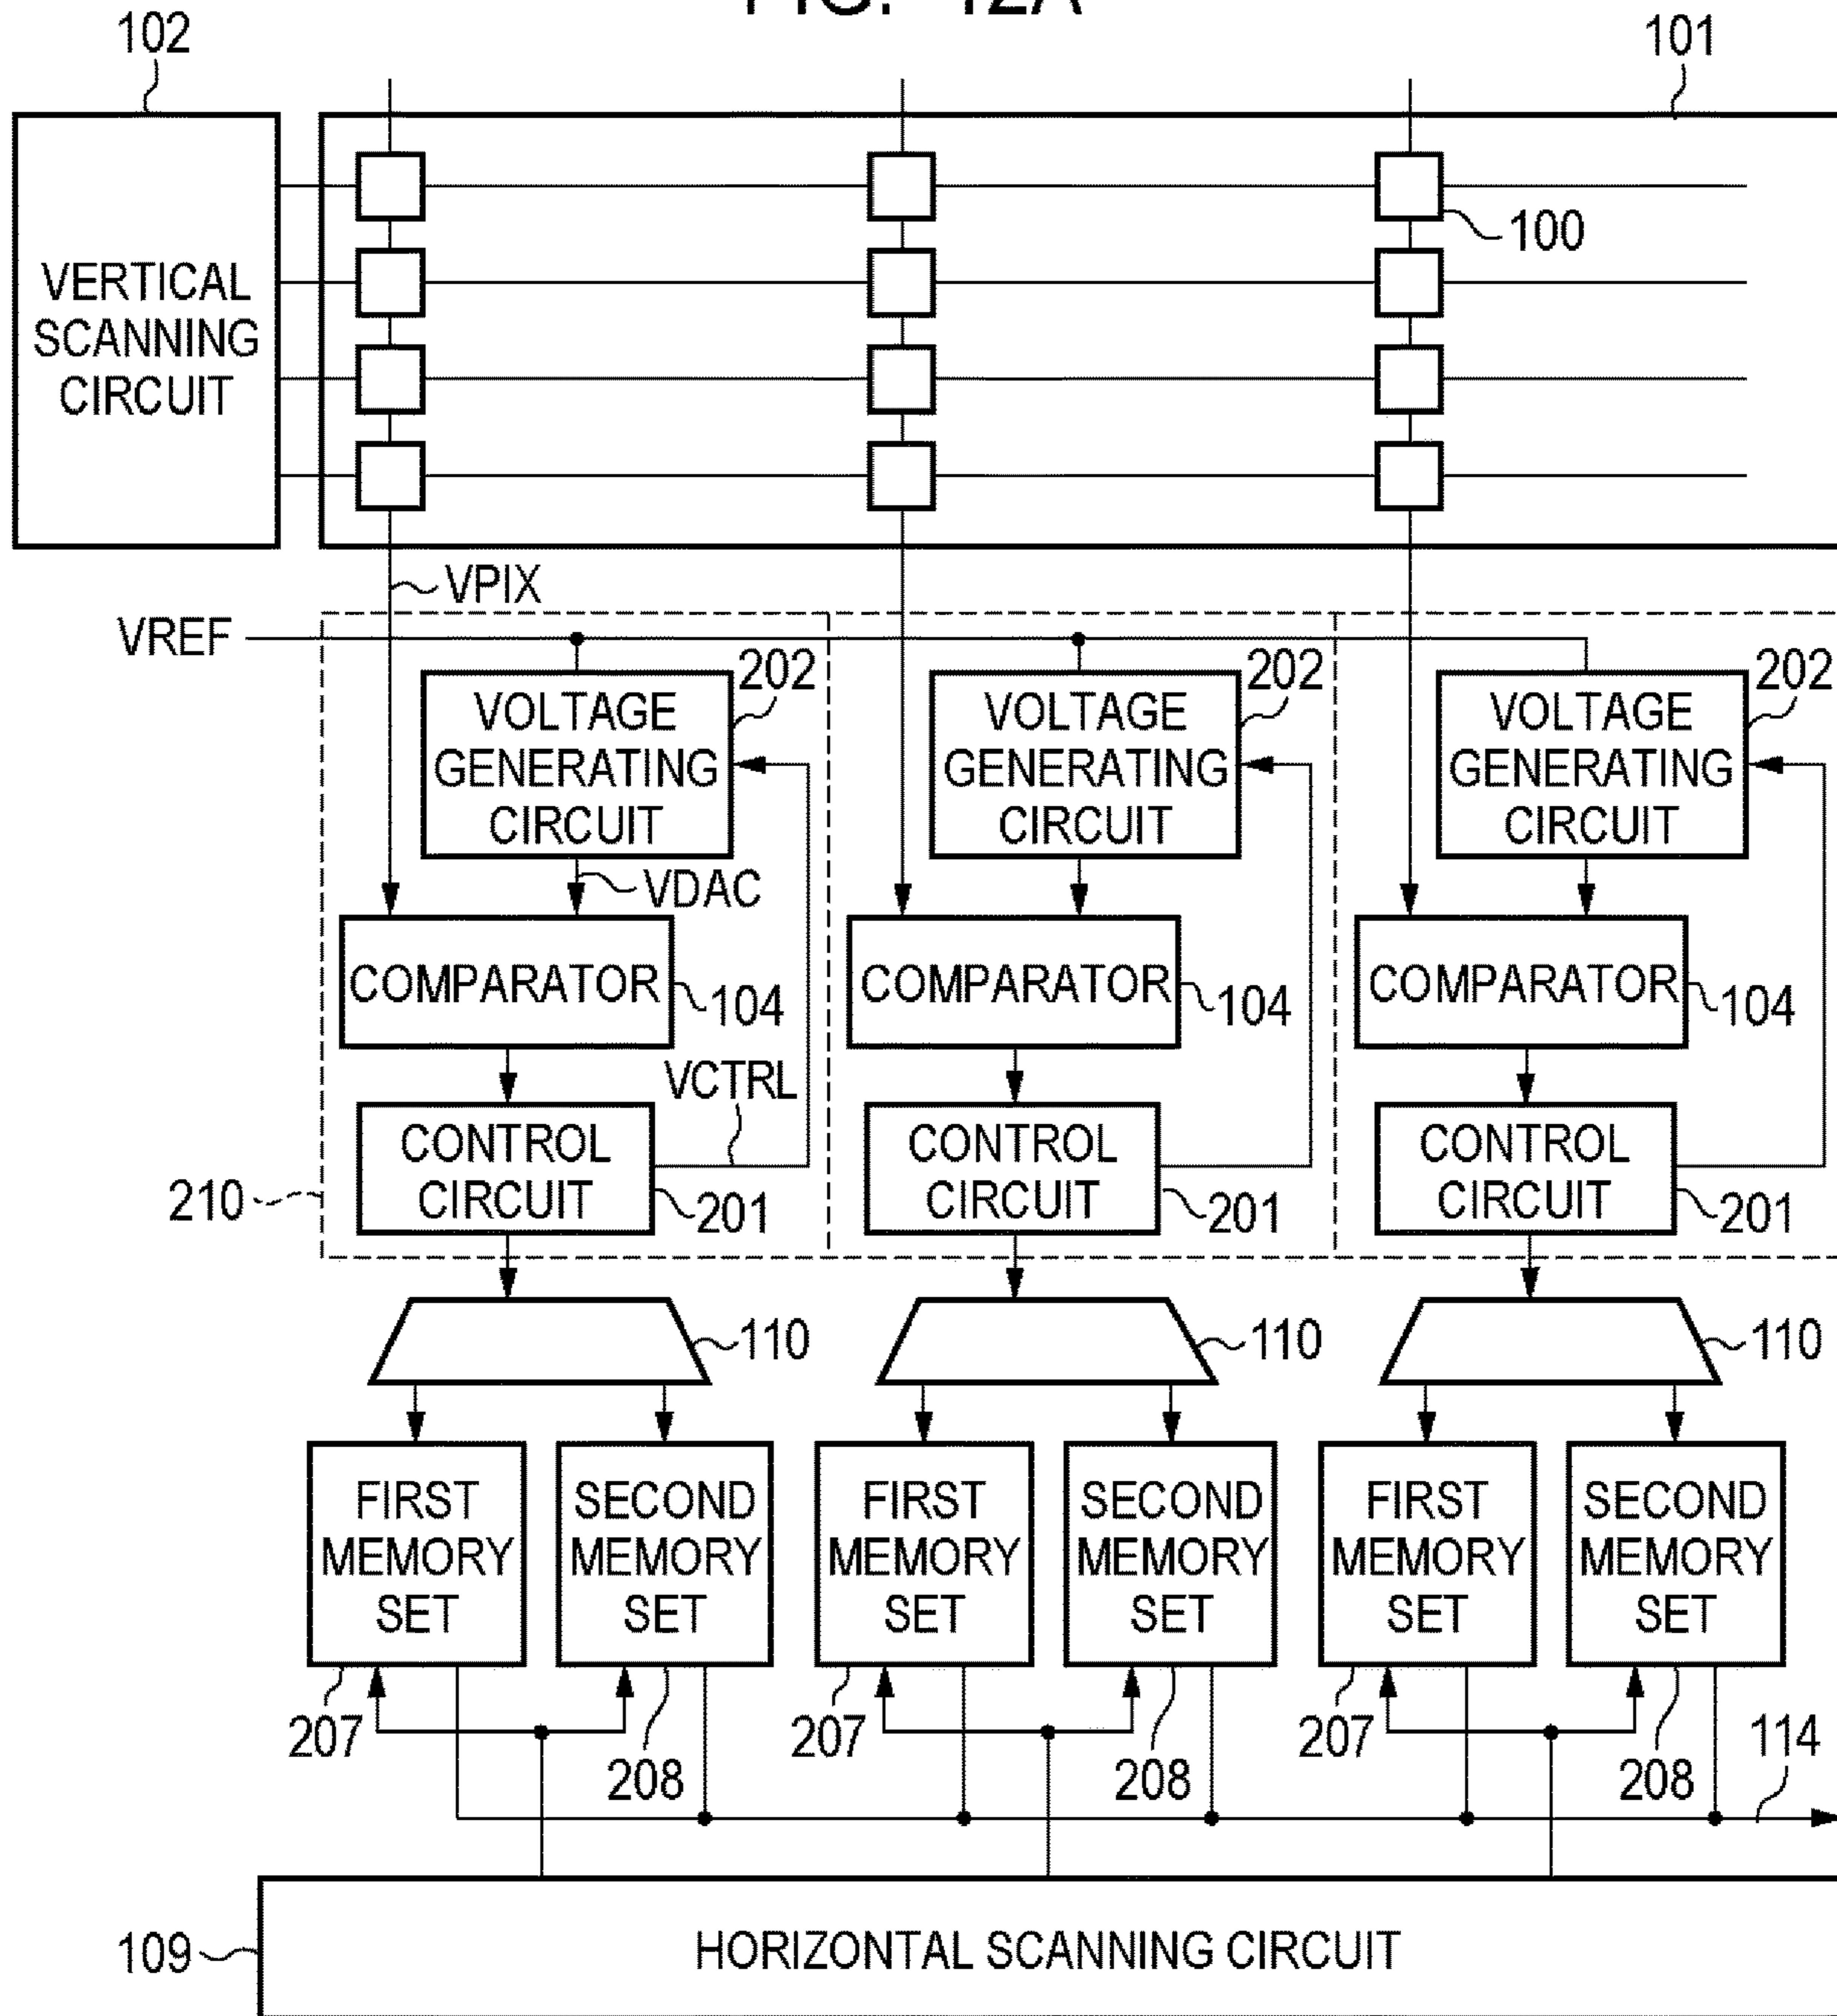 FIG. 12A
102
101
VERTICAL
SCANNING
CIRCUIT
100
VPIX
VREF
202
202
202
VOLTAGE
GENERATING
CIRCUIT
VOLTAGE
GENERATING
CIRCUIT
VOLTAGE
GENERATING
CIRCUIT
VDAC
COMPARATOR
104
COMPARATOR
104
COMPARATOR
104
VCTRL
CONTROL
CIRCUIT
201
CONTROL
CIRCUIT
201
CONTROL
CIRCUIT
201
210
110
110
110
FIRST
MEMORY
SET
SECOND
MEMORY
SET
FIRST
MEMORY
SET
SECOND
MEMORY
SET
FIRST
MEMORY
SET
SECOND
MEMORY
SET
207
208
207
208
207
208
114
109
HORIZONTAL SCANNING CIRCUIT